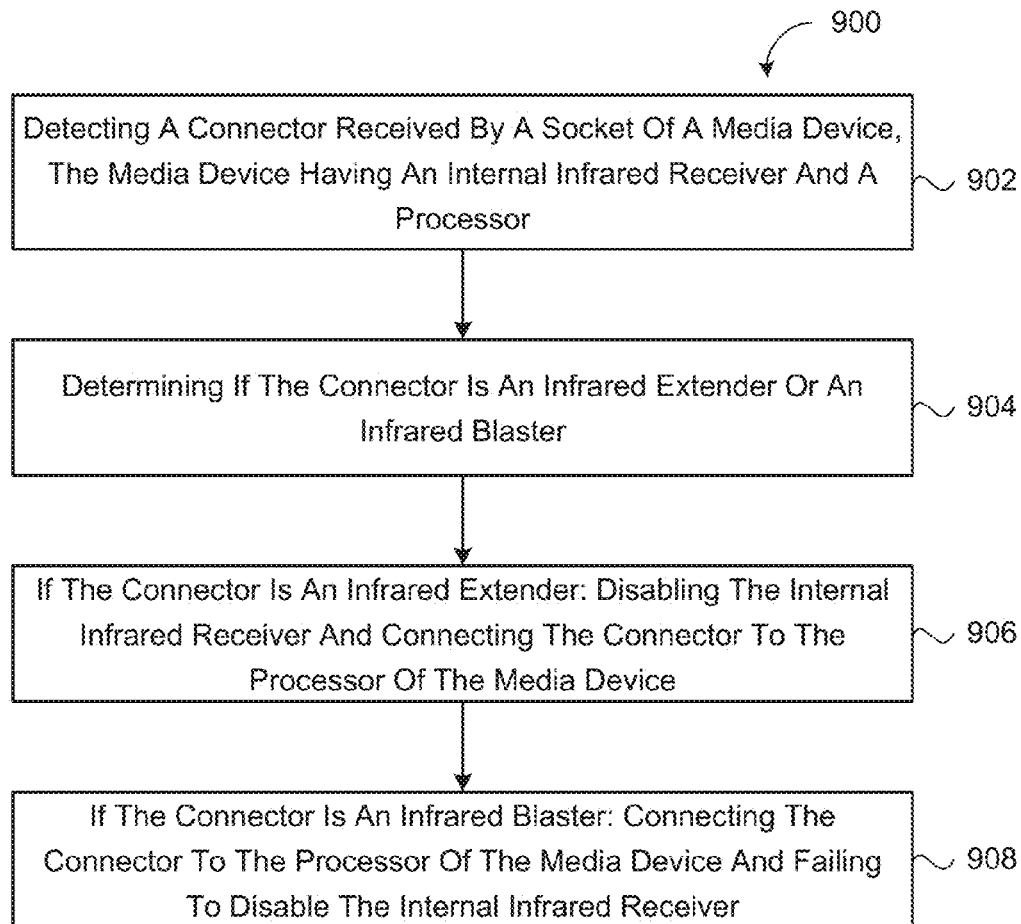 900
Detecting A Connector Received By A Socket Of A Media Device,
The Media Device Having An Internal Infrared Receiver And A
Processor
902
Determining If The Connector Is An Infrared Extender Or An
Infrared Blaster
904
If The Connector Is An Infrared Extender: Disabling The Internal
Infrared Receiver And Connecting The Connector To The
Processor Of The Media Device
906
If The Connector Is An Infrared Blaster: Connecting The
Connector To The Processor Of The Media Device And Failing
To Disable The Internal Infrared Receiver
908